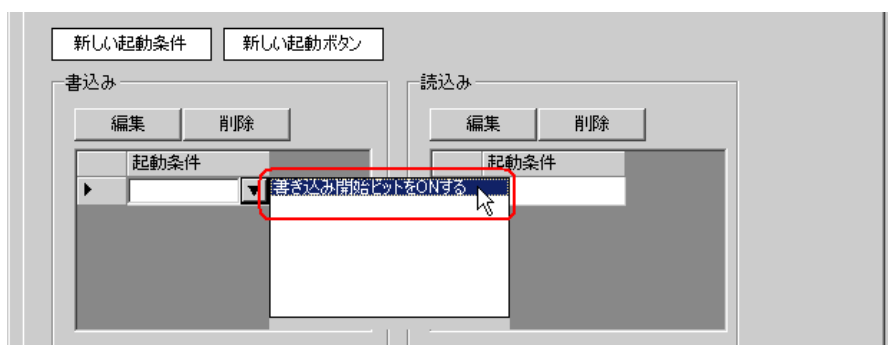 新しい起動条件 新しい起動ボタン
書込み 読込み
編集 削除 編集 削除
起動条件 起動条件
書き込み開始ビットをONする